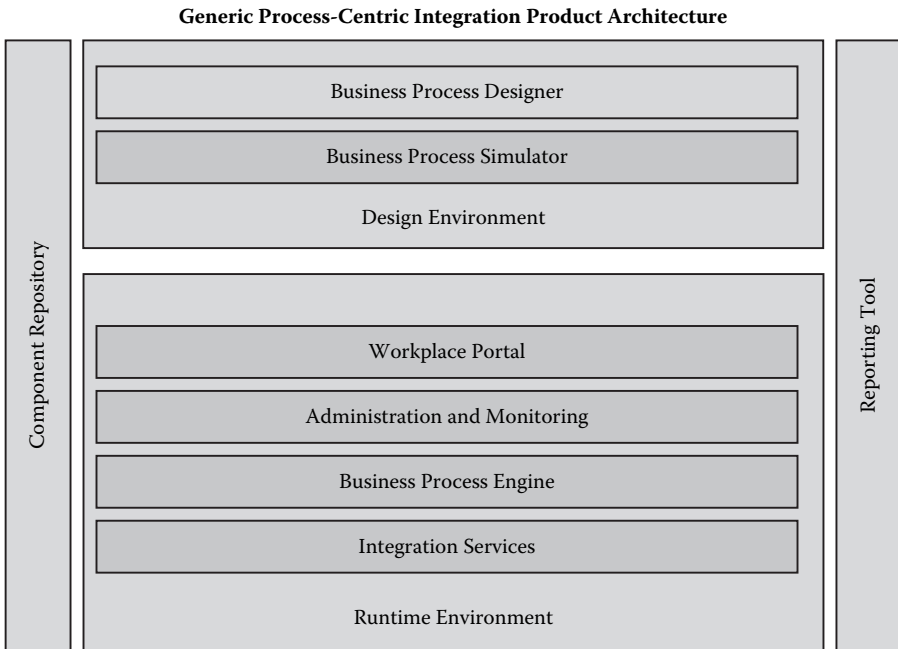 Generic Process-Centric Integration Product Architecture
Component Repository
Business Process Designer
Business Process Simulator
Design Environment
Workplace Portal
Administration and Monitoring
Business Process Engine
Integration Services
Runtime Environment
Reporting Tool